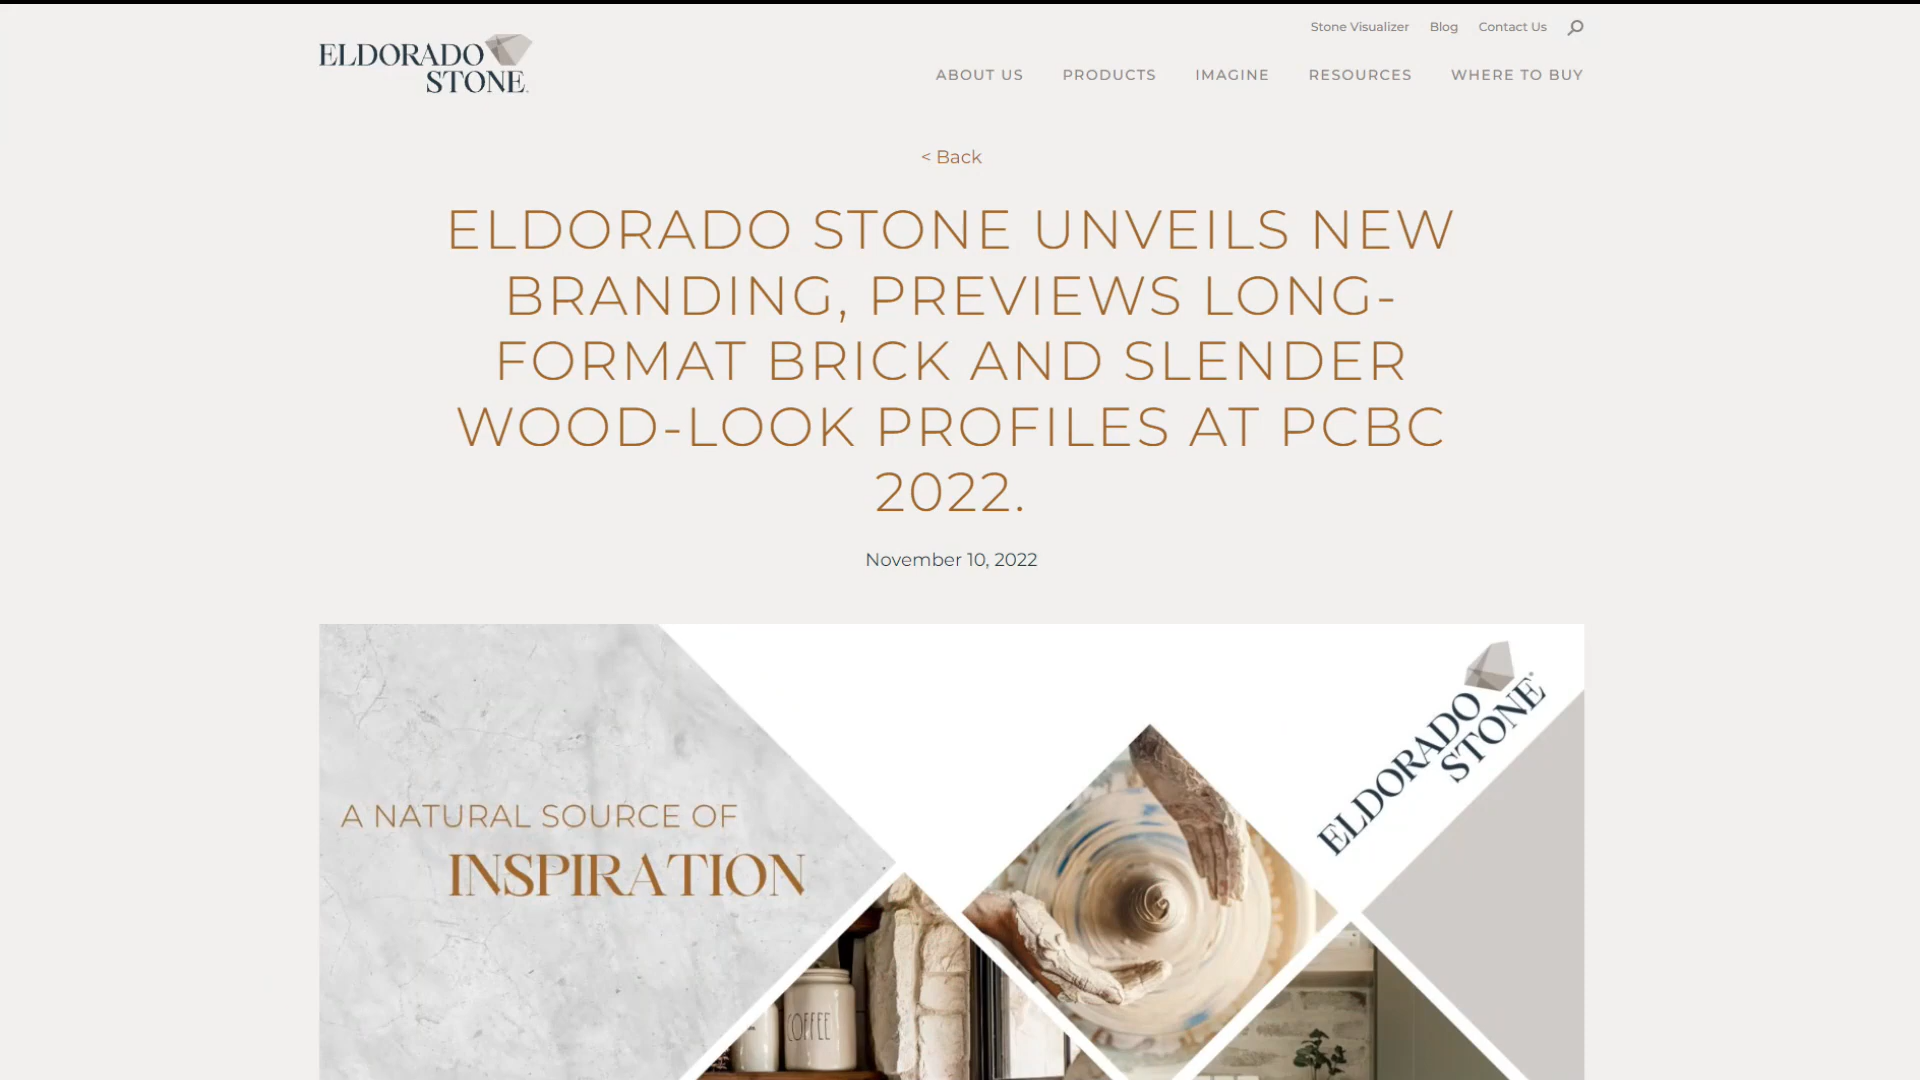 Stone Visualizer Blog Contact Us
ELDORADO
STONE
ABOUT US PRODUCTS IMAGINE RESOURCES WHERE TO BUY
< Back
ELDORADO STONE UNVEILS NEW
BRANDING, PREVIEWS LONG-
FORMAT BRICK AND SLENDER
WOOD-LOOK PROFILES AT PCBC
2022.
November 10, 2022
A NATURAL SOURCE OF
INSPIRATION
ELDORADO
STONE
COFFEE